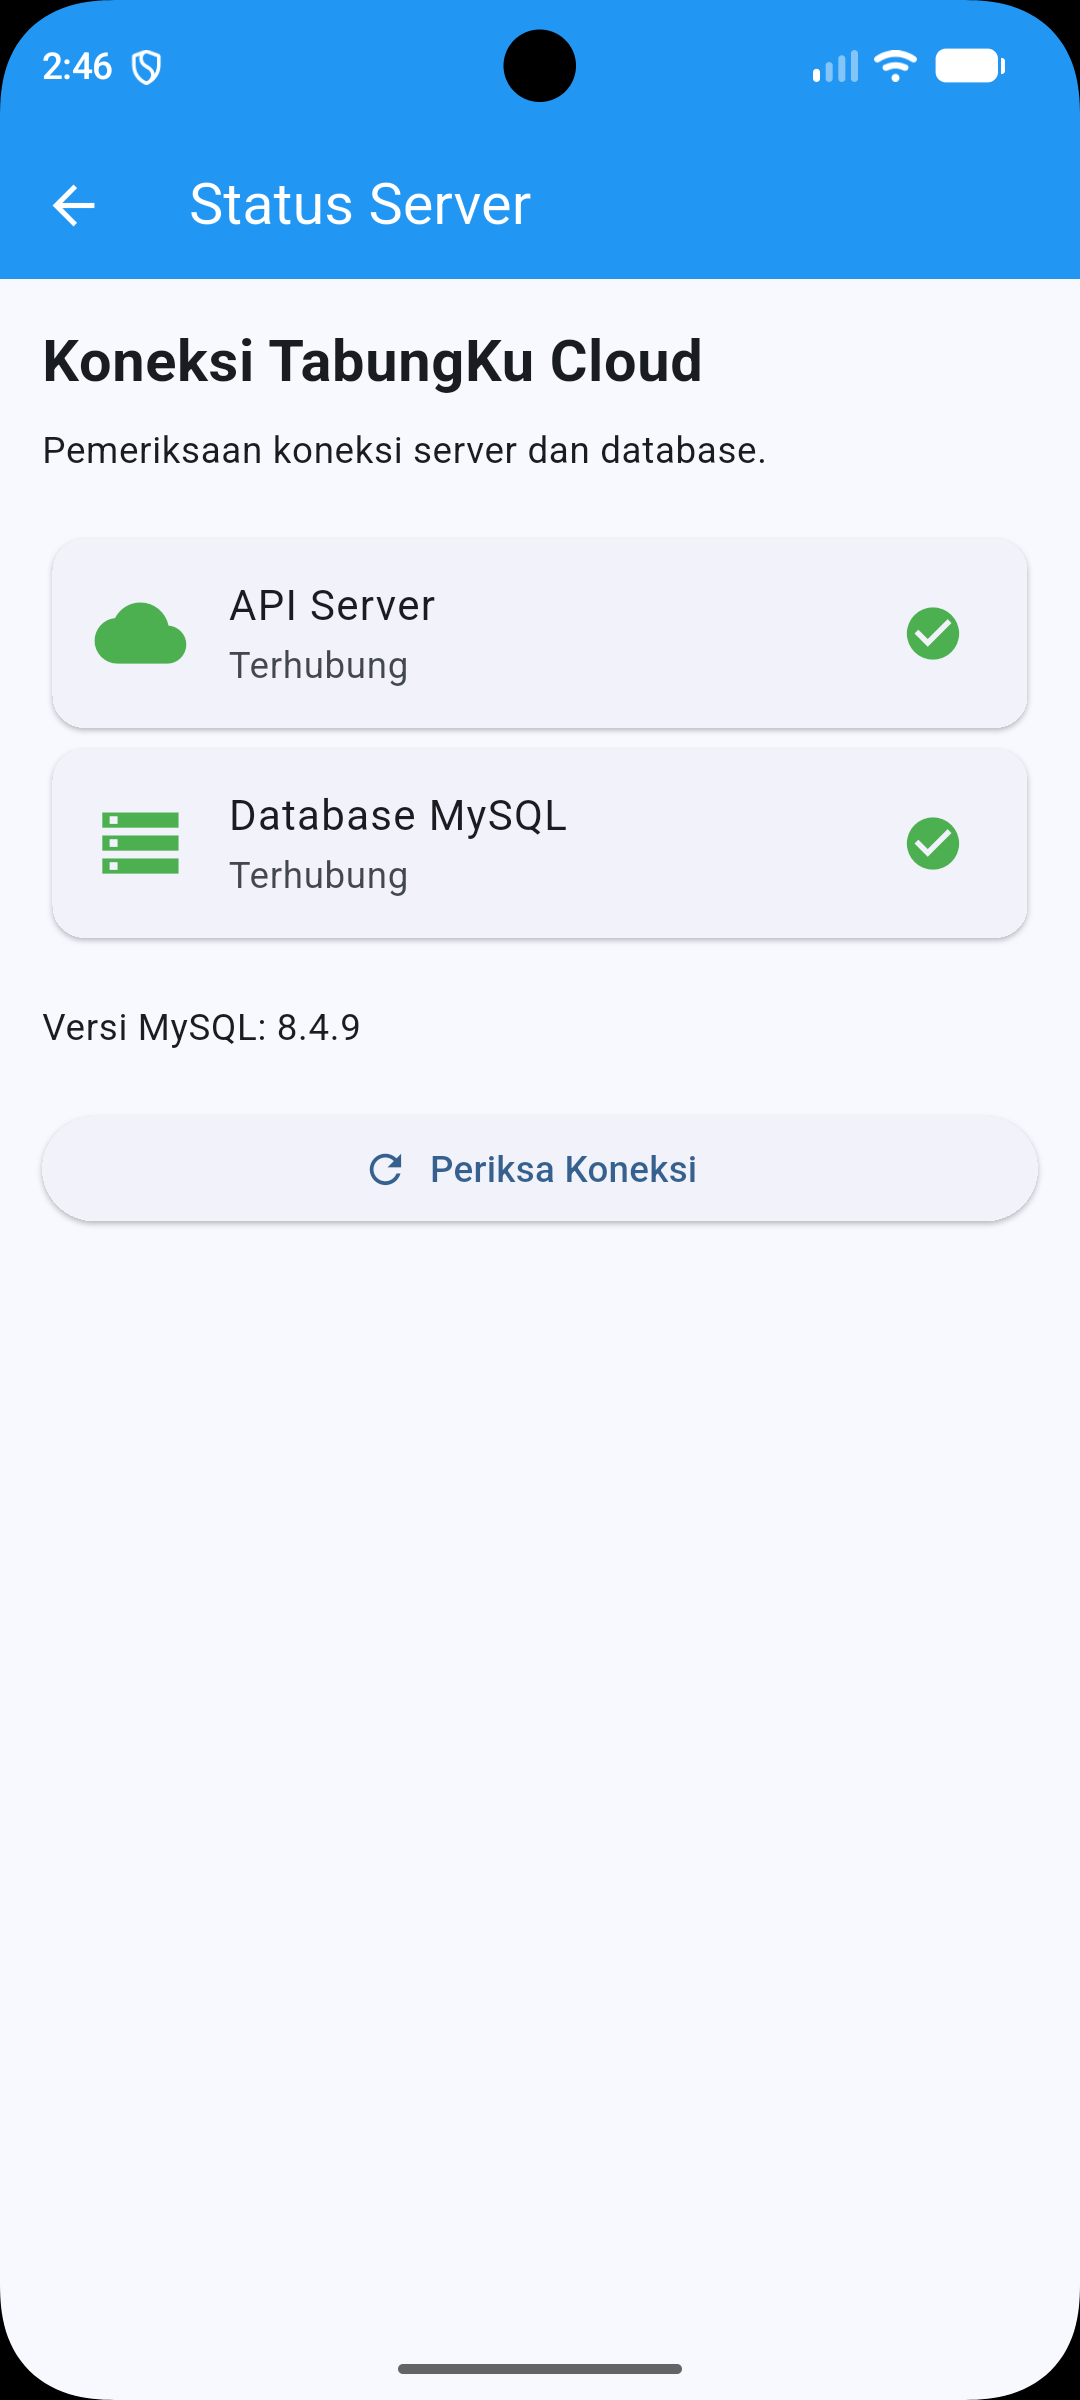 2:46
Status Server
Koneksi TabungKu Cloud
Pemeriksaan koneksi server dan database.
API Server
Terhubung
Database MySQL
Terhubung
Versi MySQL: 8.4.9
Periksa Koneksi